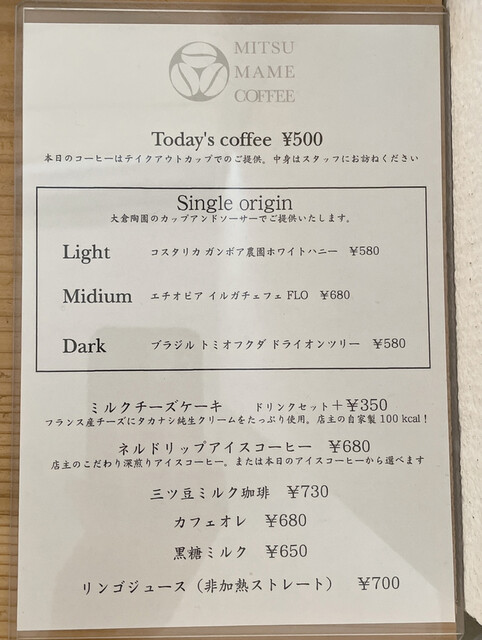 MITSU
MAME
COFFEE
Today's coffee ¥500
本日のコーヒーはテイクアウトカップでのご提供。中身はスタッフにお訪ねください
Single origin
大倉陶園のカップアンドソーサーでご提供いたします。
Light コスタリカ ガンボア農園ホワイトハニー ¥580
Midium エチオピア イルガチェフェ FLO ¥680
Dark ブラジル トミオフクダ ドライオンツリー ¥580
ミルクチーズケーキ ドリンクセット+¥350
フランス産チーズにタカナシ純生クリームをたっぷり使用。店主の自家製 100 kcal！
ネルドリップアイスコーヒー ¥680
店主のこだわり深煎りアイスコーヒー。または本日のアイスコーヒーから選べます
三ツ豆ミルク珈琲 ¥730
カフェオレ ¥680
黒糖ミルク ¥650
リンゴジュース（非加熱ストレート） ¥700